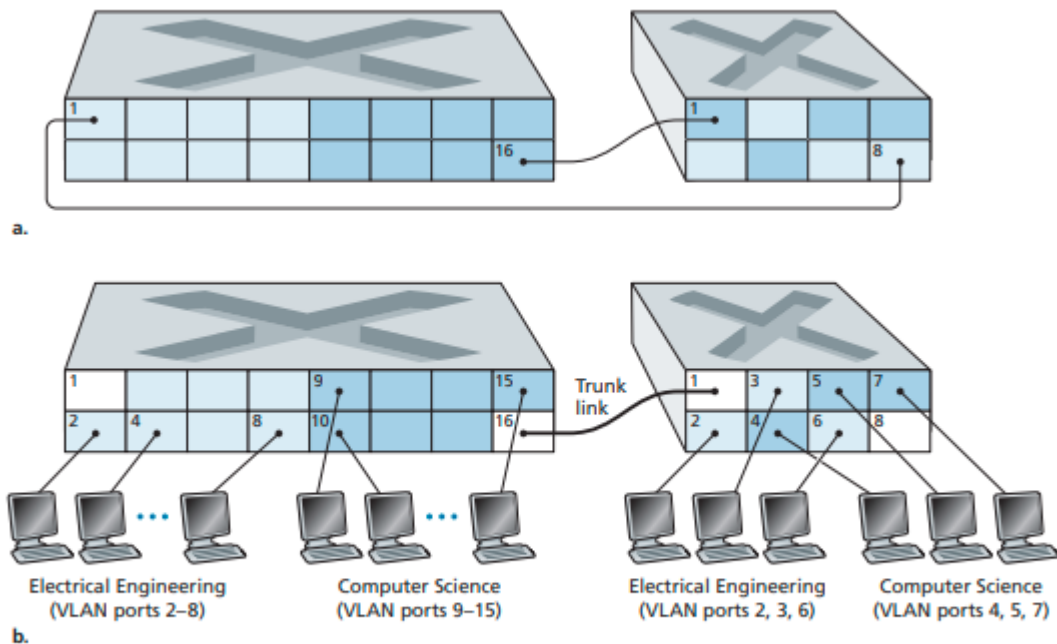 1
1
16
8
a.
1
9
15
Trunk
link
1
3
5
7
2
4
8
10
16
2
4
6
8
Electrical Engineering
(VLAN ports 2–8)
Computer Science
(VLAN ports 9–15)
Electrical Engineering
(VLAN ports 2, 3, 6)
Computer Science
(VLAN ports 4, 5, 7)
b.